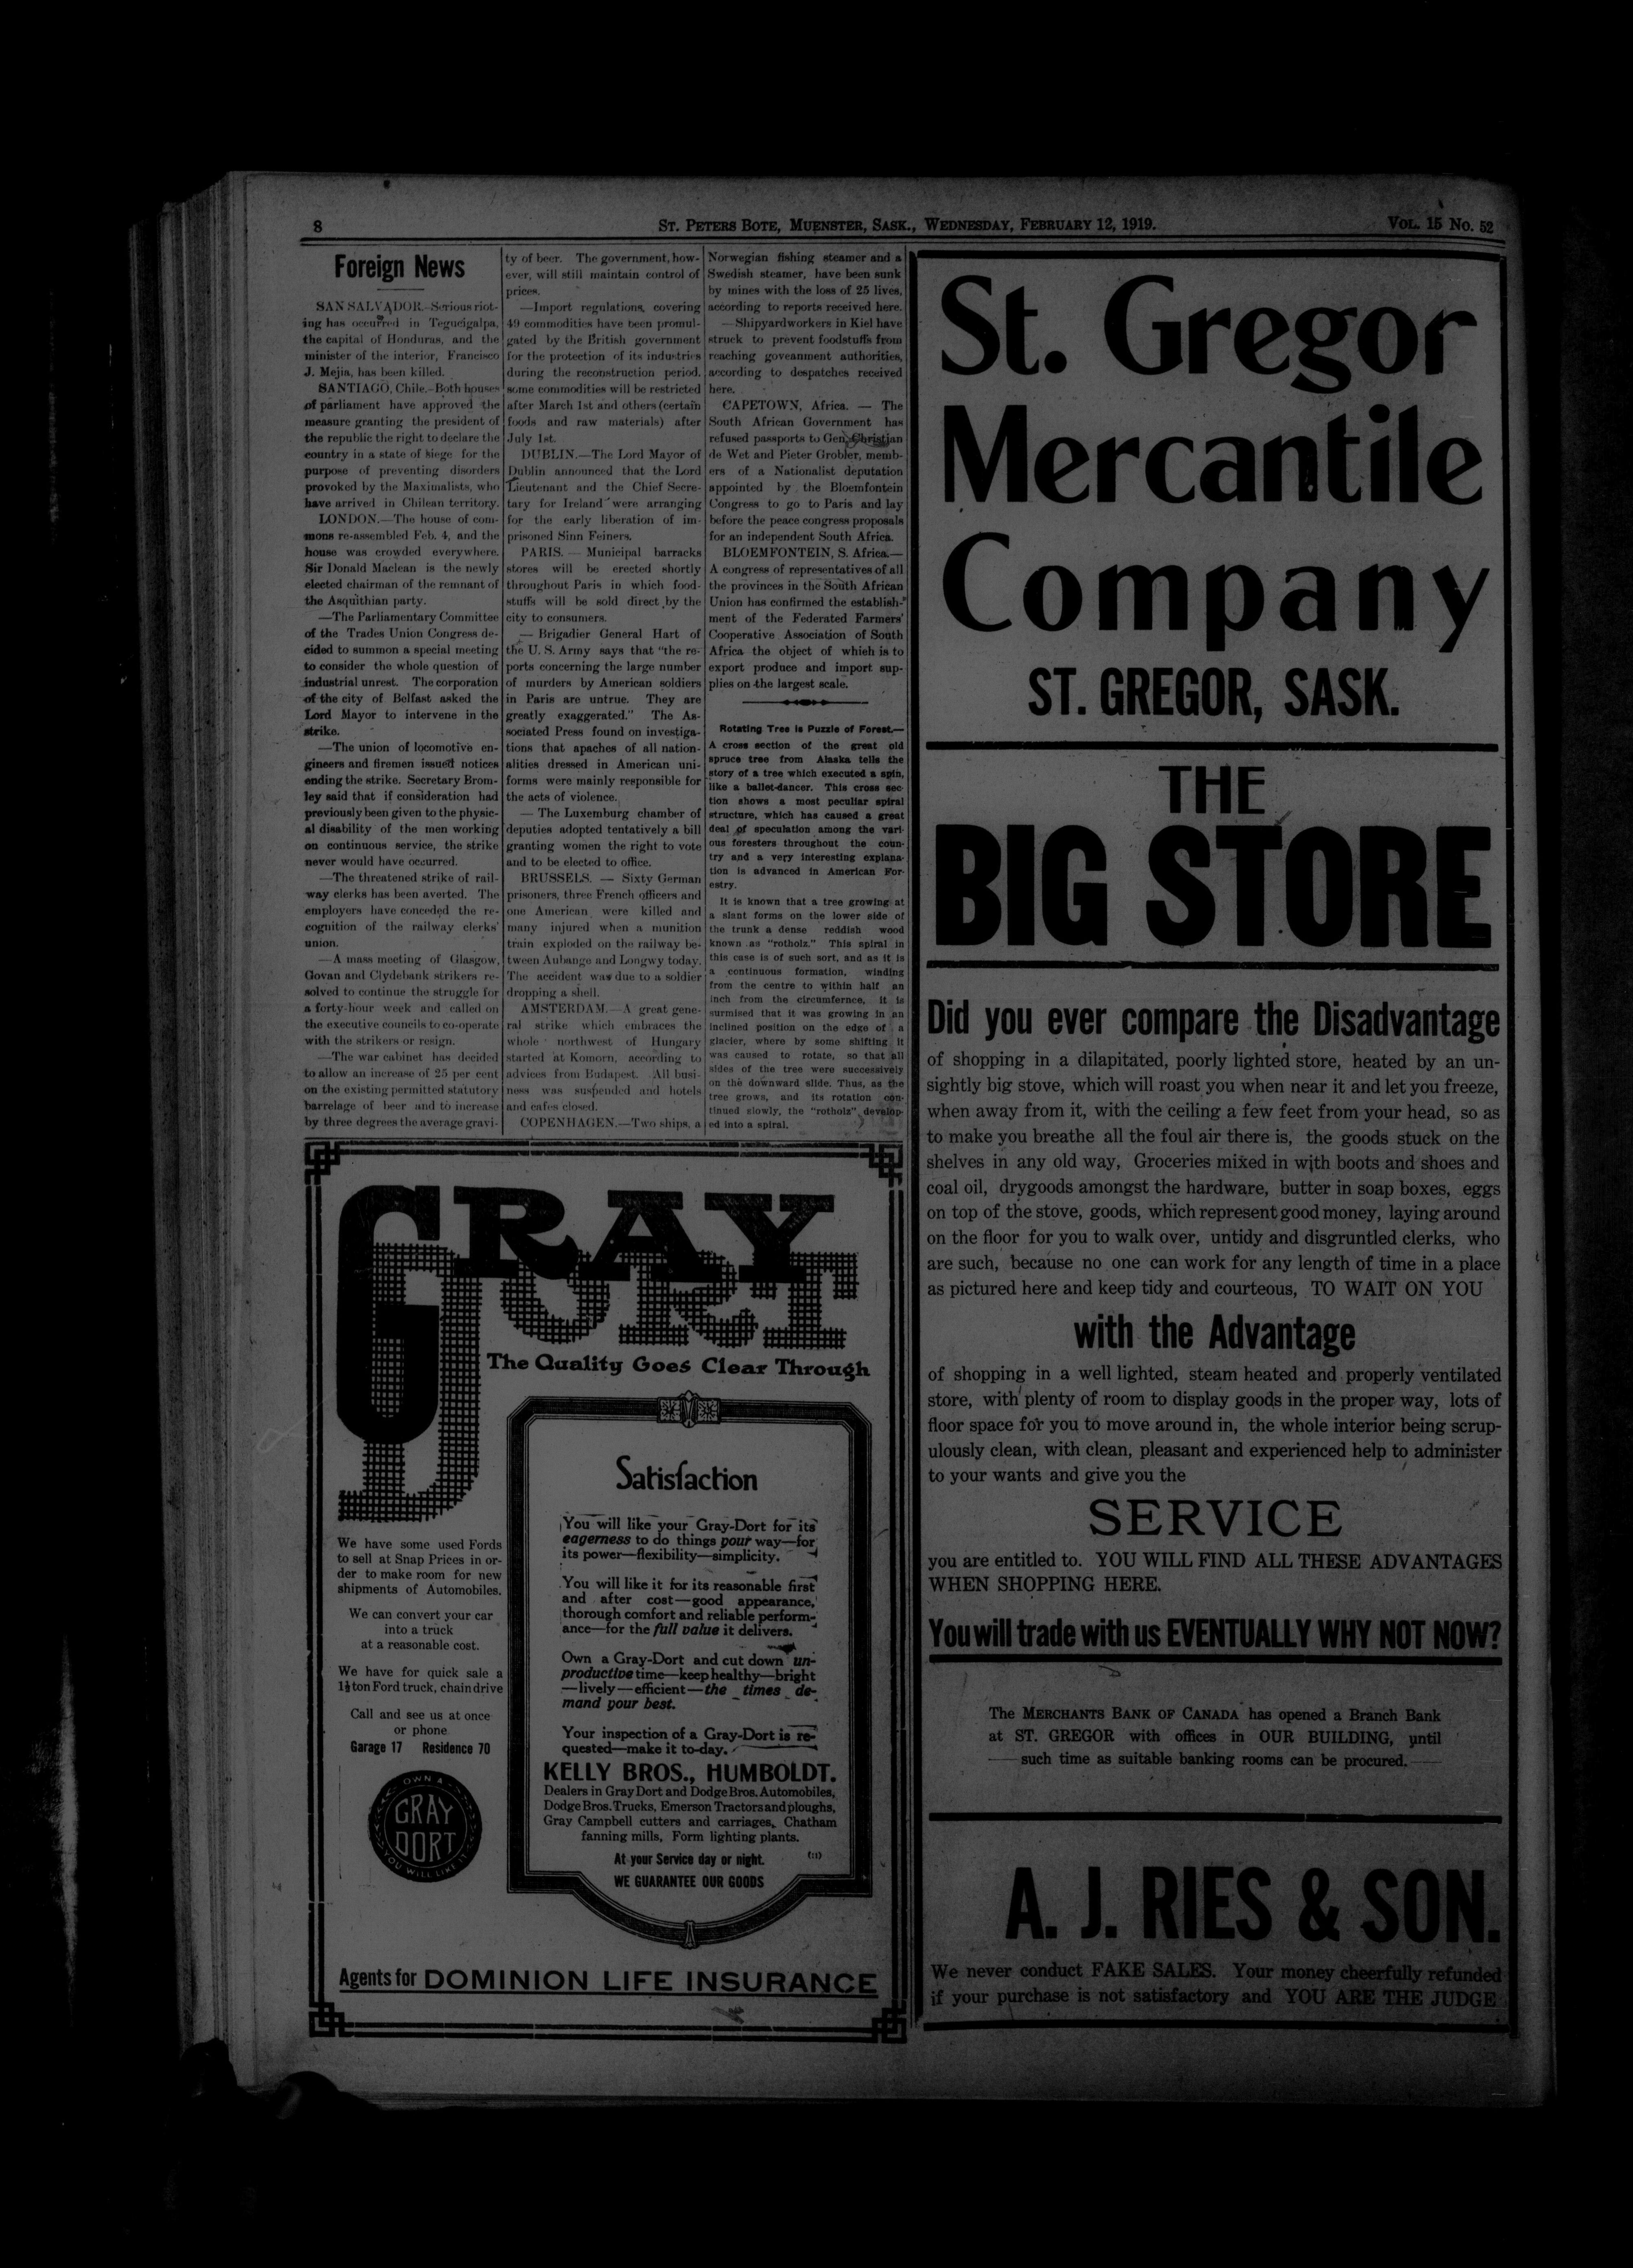 8
ST. PETERS BOTE, MUENSTER, SASK., WEDNESDAY, FEBRUARY 12, 1919.
VOL. 15 No. 52
Foreign News
SAN SALVADOR.—Serious riot-
ing has occurred in Tegucigalpa,
the capital of Honduras, and the
minister of the interior, Francisco
J. Mejia, has been killed.
SANTIAGO, Chile.—Both houses
of parliament have approved the
measure granting the president of
the republic the right to declare the
country in a state of siege for the
purpose of preventing disorders
provoked by the Maximalists, who
have arrived in Chilean territory.
LONDON.—The house of com-
mons re-assembled Feb. 4, and the
house was crowded everywhere.
Sir Donald Maclean is the newly
elected chairman of the remnant of
the Asquithian party.
—The Parliamentary Committee
of the Trades Union Congress de-
cided to summon a special meeting
to consider the whole question of
industrial unrest. The corporation
of the city of Belfast asked the
Lord Mayor to intervene in the
strike.
—The union of locomotive en-
gineers and firemen issued notices
ending the strike. Secretary Brom-
ley said that if consideration had
previously been given to the physic-
al disability of the men working
on continuous service, the strike
never would have occurred.
—The threatened strike of rail-
way clerks has been averted. The
employers have conceded the re-
cognition of the railway clerks'
union.
—A mass meeting of Glasgow,
Govan and Clydebank strikers re-
solved to continue the struggle for
a forty-hour week and called on
the executive councils to co-operate
with the strikers or resign.
—The war cabinet has decided
to allow an increase of 25 per cent
on the existing permitted statutory
barrelage of beer and to increase
by three degrees the average gravi-
ty of beer. The government, how-
ever, will still maintain control of
prices.
—Import regulations, covering
49 commodities have been promul-
gated by the British government
for the protection of its industries
during the reconstruction period.
some commodities will be restricted
after March 1st and others (certain
foods and raw materials) after
July 1st.
DUBLIN.—The Lord Mayor of
Dublin announced that the Lord
Lieutenant and the Chief Secre-
tary for Ireland were arranging
for the early liberation of im-
prisoned Sinn Feiners.
PARIS. — Municipal barracks
stores will be erected shortly
throughout Paris in which food-
stuffs will be sold direct by the
city to consumers.
— Brigadier General Hart of
the U. S. Army says that "the re-
ports concerning the large number
of murders by American soldiers
in Paris are untrue. They are
greatly exaggerated." The As-
sociated Press found on investiga-
tions that apaches of all nation-
alities dressed in American uni-
forms were mainly responsible for
the acts of violence.
— The Luxemburg chamber of
deputies adopted tentatively a bill
granting women the right to vote
and to be elected to office.
BRUSSELS. — Sixty German
prisoners, three French officers and
one American were killed and
many injured when a munition
train exploded on the railway be-
tween Aubange and Longwy today.
The accident was due to a soldier
dropping a shell.
AMSTERDAM.—A great gene-
ral strike which embraces the
whole northwest of Hungary
started at Komorn, according to
advices from Budapest. All busi-
ness was suspended and hotels
and cafes closed.
COPENHAGEN.—Two ships, a
Norwegian fishing steamer and a
Swedish steamer, have been sunk
by mines with the loss of 25 lives,
according to reports received here.
—Shipyardworkers in Kiel have
struck to prevent foodstuffs from
reaching goveanment authorities,
according to despatches received
here.
CAPETOWN, Africa. — The
South African Government has
refused passports to Gen. Christian
de Wet and Pieter Grobler, memb-
ers of a Nationalist deputation
appointed by the Bloemfontein
Congress to go to Paris and lay
before the peace congress proposals
for an independent South Africa.
BLOEMFONTEIN, S. Africa.—
A congress of representatives of all
the provinces in the South African
Union has confirmed the establish-
ment of the Federated Farmers'
Cooperative Association of South
Africa the object of which is to
export produce and import sup-
plies on the largest scale.
Rotating Tree is Puzzle of Forest.—
A cross section of the great old
spruce tree from Alaska tells the
story of a tree which executed a spin,
like a ballet-dancer. This cross sec-
tion shows a most peculiar spiral
structure, which has caused a great
deal of speculation among the vari-
ous foresters throughout the coun-
try and a very interesting explana-
tion is advanced in American For-
estry.
It is known that a tree growing at
a slant forms on the lower side of
the trunk a dense reddish wood
known as "rotholz." This spiral in
this case is of such sort, and as it is
a continuous formation, winding
from the centre to within half an
inch from the circumfernce, it is
surmised that it was growing in an
inclined position on the edge of a
glacier, where by some shifting it
was caused to rotate, so that all
sides of the tree were successively
on the downward slide. Thus, as the
tree grows, and its rotation con-
tinued slowly, the "rotholz" develop-
ed into a spiral.
GRAY
DORT
The Quality Goes Clear Through
We have some used Fords
to sell at Snap Prices in or-
der to make room for new
shipments of Automobiles.
We can convert your car
into a truck
at a reasonable cost.
We have for quick sale a
1½ ton Ford truck, chain drive
Call and see us at once
or phone
Garage 17 Residence 70
OWN A
GRAY
DORT
YOU WILL LIKE IT
Satisfaction
You will like your Gray-Dort for its
eagerness to do things your way—for
its power—flexibility—simplicity.
You will like it for its reasonable first
and after cost—good appearance,
thorough comfort and reliable perform-
ance—for the full value it delivers.
Own a Gray-Dort and cut down un-
productive time—keep healthy—bright
—lively—efficient—the times de-
mand your best.
Your inspection of a Gray-Dort is re-
quested—make it to-day.
KELLY BROS., HUMBOLDT.
Dealers in Gray Dort and Dodge Bros. Automobiles,
Dodge Bros. Trucks, Emerson Tractors and ploughs,
Gray Campbell cutters and carriages, Chatham
fanning mills, Form lighting plants.
At your Service day or night.
WE GUARANTEE OUR GOODS
Agents for DOMINION LIFE INSURANCE
St. Gregor
Mercantile
Company
ST. GREGOR, SASK.
THE
BIG STORE
Did you ever compare the Disadvantage
of shopping in a dilapitated, poorly lighted store, heated by an un-
sightly big stove, which will roast you when near it and let you freeze,
when away from it, with the ceiling a few feet from your head, so as
to make you breathe all the foul air there is, the goods stuck on the
shelves in any old way, Groceries mixed in with boots and shoes and
coal oil, drygoods amongst the hardware, butter in soap boxes, eggs
on top of the stove, goods, which represent good money, laying around
on the floor for you to walk over, untidy and disgruntled clerks, who
are such, because no one can work for any length of time in a place
as pictured here and keep tidy and courteous, TO WAIT ON YOU
with the Advantage
of shopping in a well lighted, steam heated and properly ventilated
store, with plenty of room to display goods in the proper way, lots of
floor space for you to move around in, the whole interior being scrup-
ulously clean, with clean, pleasant and experienced help to administer
to your wants and give you the
SERVICE
you are entitled to. YOU WILL FIND ALL THESE ADVANTAGES
WHEN SHOPPING HERE.
You will trade with us EVENTUALLY WHY NOT NOW?
The MERCHANTS BANK OF CANADA has opened a Branch Bank
at ST. GREGOR with offices in OUR BUILDING, until
such time as suitable banking rooms can be procured.
A. J. RIES & SON.
We never conduct FAKE SALES. Your money cheerfully refunded
if your purchase is not satisfactory and YOU ARE THE JUDGE